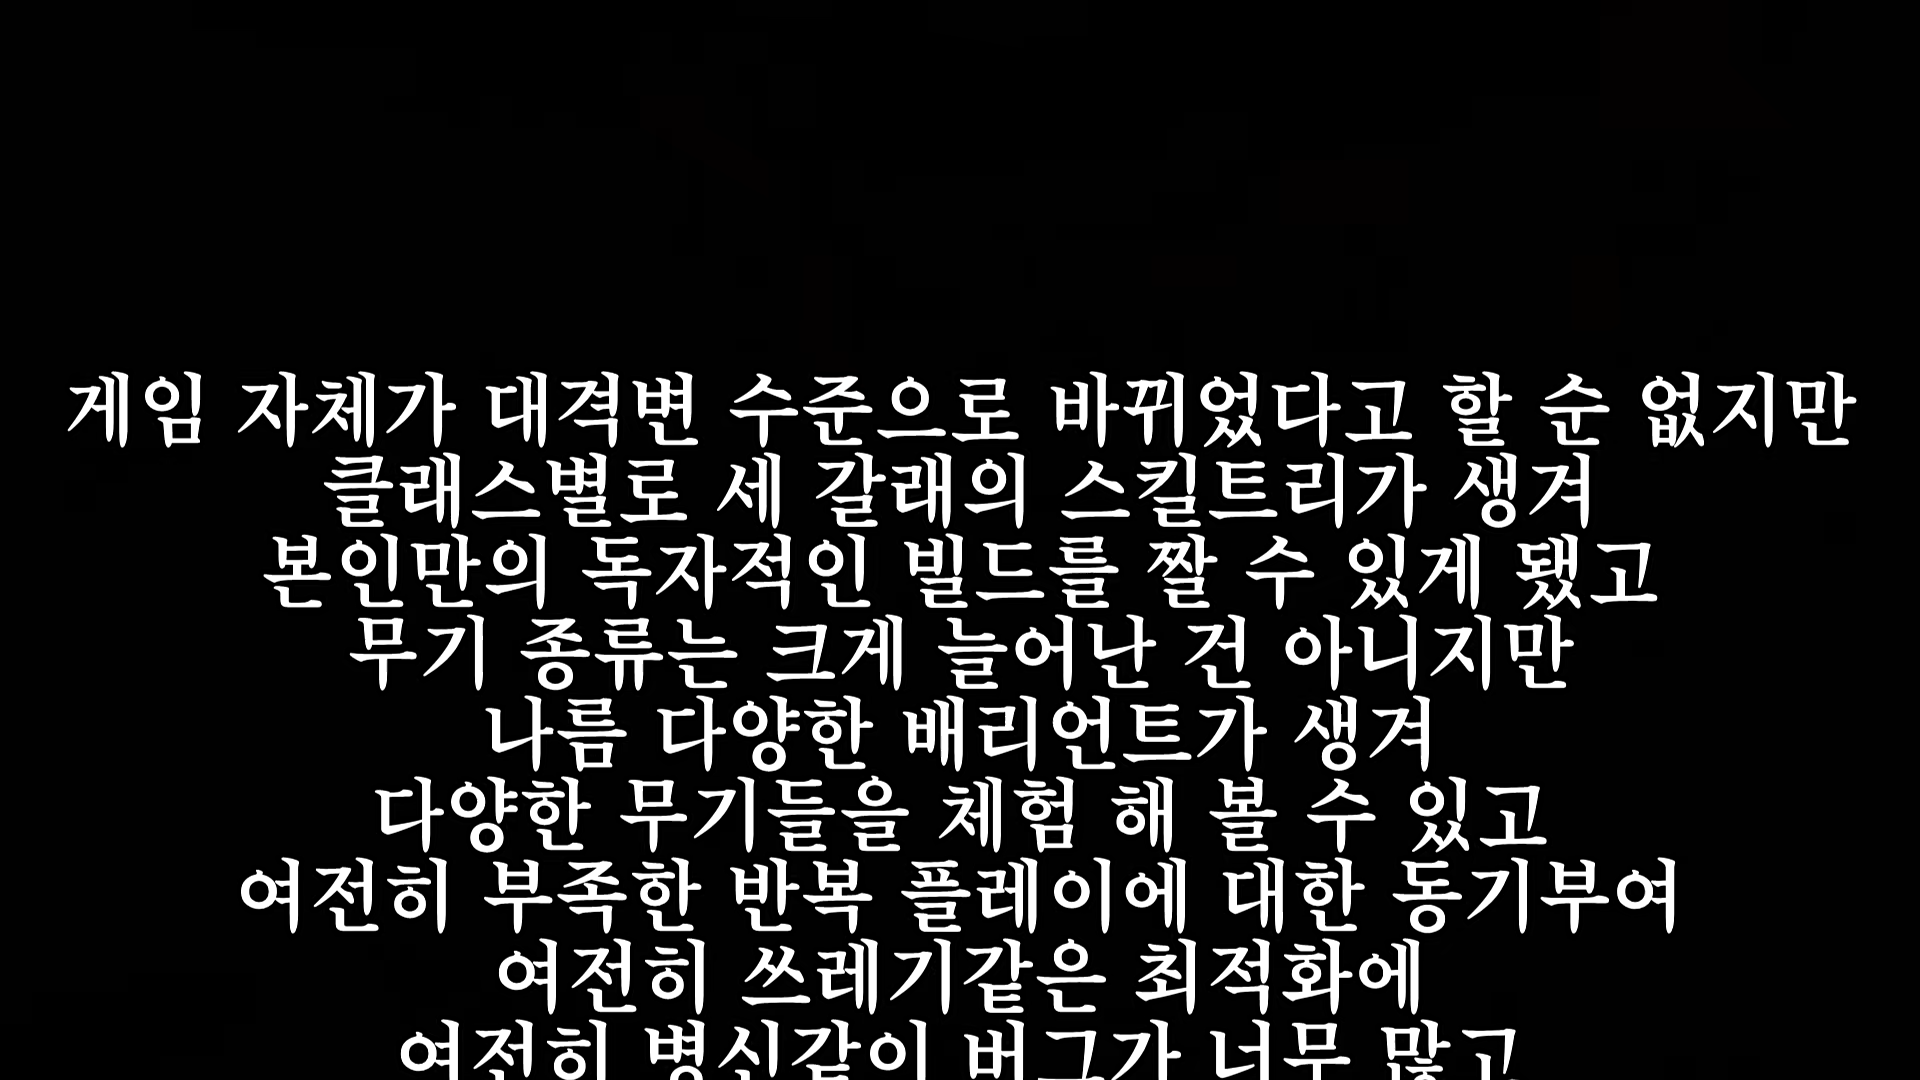 게임 자체가 대격변 수준으로 바뀌었다고 할 순 없지만
클래스별로 세 갈래의 스킬트리가 생겨
본인만의 독자적인 빌드를 짤 수 있게 됐고
무기 종류는 크게 늘어난 건 아니지만
나름 다양한 배리언트가 생겨
다양한 무기들을 체험 해 볼 수 있고
여전히 부족한 반복 플레이에 대한 동기부여
여전히 쓰레기같은 최적화에
여전히 병신같이 버그가 너무 많고